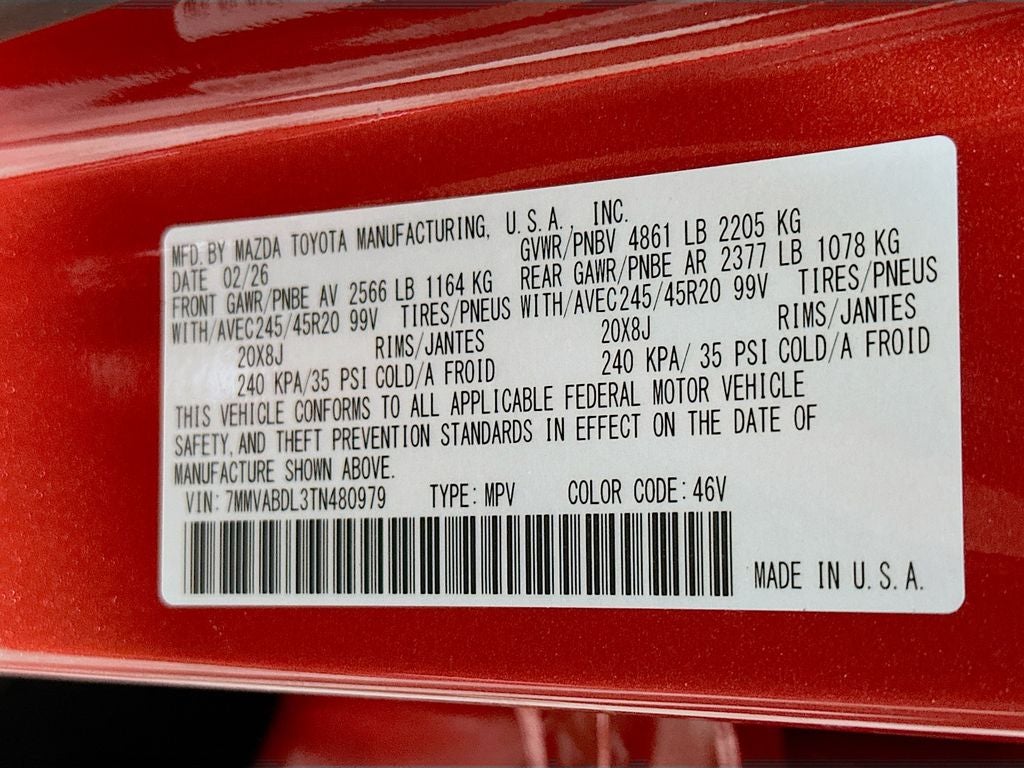 MFD. BY MAZDA TOYOTA MANUFACTURING, U.S.A., INC.
DATE 02/26 GVWR/PNBV 4861 LB 2205 KG
FRONT GAWR/PNBE AV 2566 LB 1164 KG REAR GAWR/PNBE AR 2377 LB 1078 KG
WITH/AVEC245/45R20 99V TIRES/PNEUS WITH/AVEC245/45R20 99V TIRES/PNEUS
20X8J RIMS/JANTES 20X8J RIMS/JANTES
240 KPA/35 PSI COLD/A FROID 240 KPA/ 35 PSI COLD/A FROID
THIS VEHICLE CONFORMS TO ALL APPLICABLE FEDERAL MOTOR VEHICLE
SAFETY, AND THEFT PREVENTION STANDARDS IN EFFECT ON THE DATE OF
MANUFACTURE SHOWN ABOVE.
VIN: 7MMVABDL3TN480979 TYPE: MPV COLOR CODE: 46V
MADE IN U.S.A.